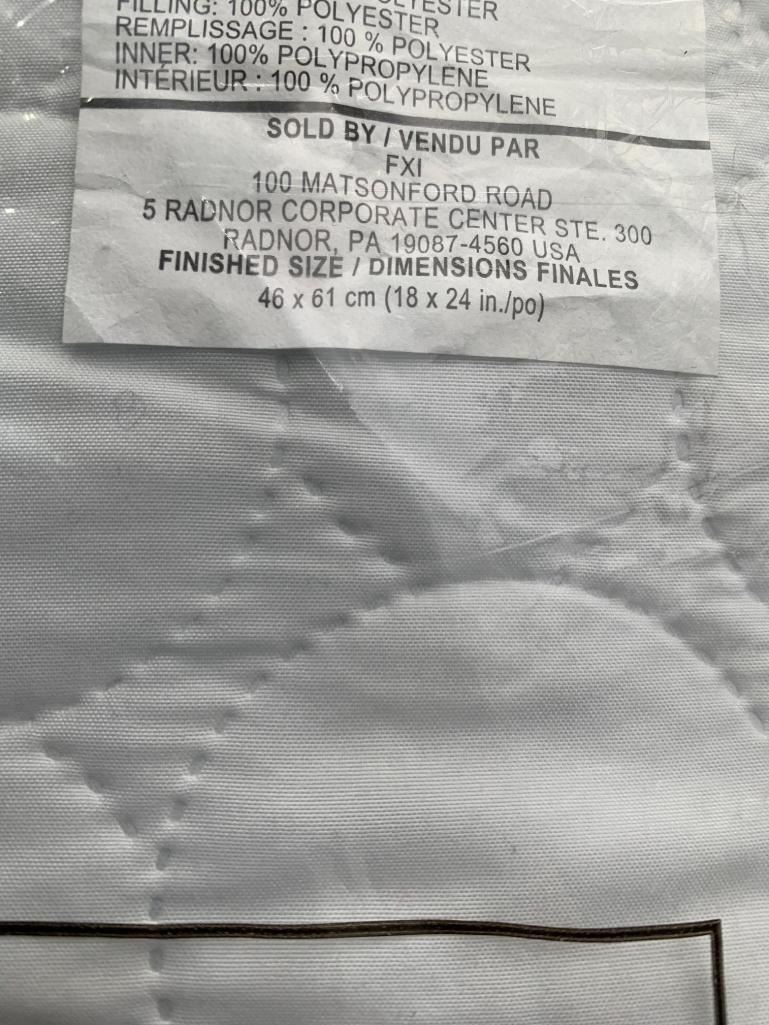 FILLING: 100% POLYESTER
REMPLISSAGE : 100 % POLYESTER
INNER: 100% POLYPROPYLENE
INTÉRIEUR : 100 % POLYPROPYLENE
SOLD BY / VENDU PAR
FXI
100 MATSONFORD ROAD
5 RADNOR CORPORATE CENTER STE. 300
RADNOR, PA 19087-4560 USA
FINISHED SIZE / DIMENSIONS FINALES
46 x 61 cm (18 x 24 in./po)